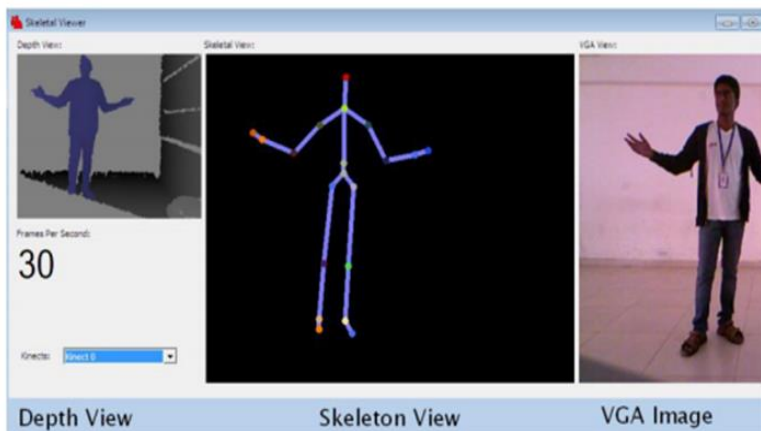 Skeletal Viewer
Depth View:
Skeletal View:
VGA View:
Frames Per Second:
30
Kinects:
Kinect 0
Depth View
Skeleton View
VGA Image